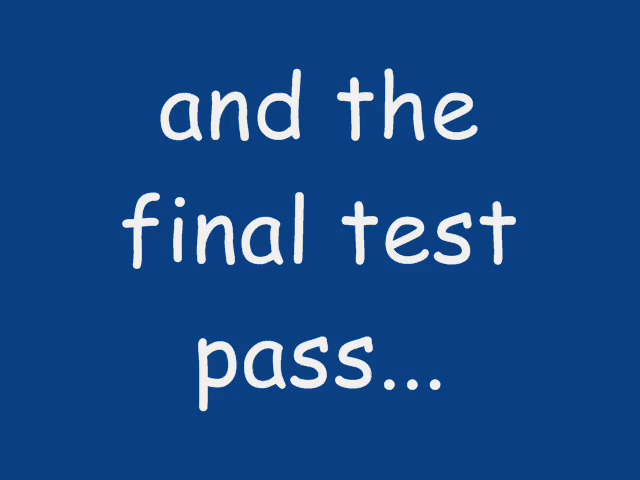 and the
final test
pass...